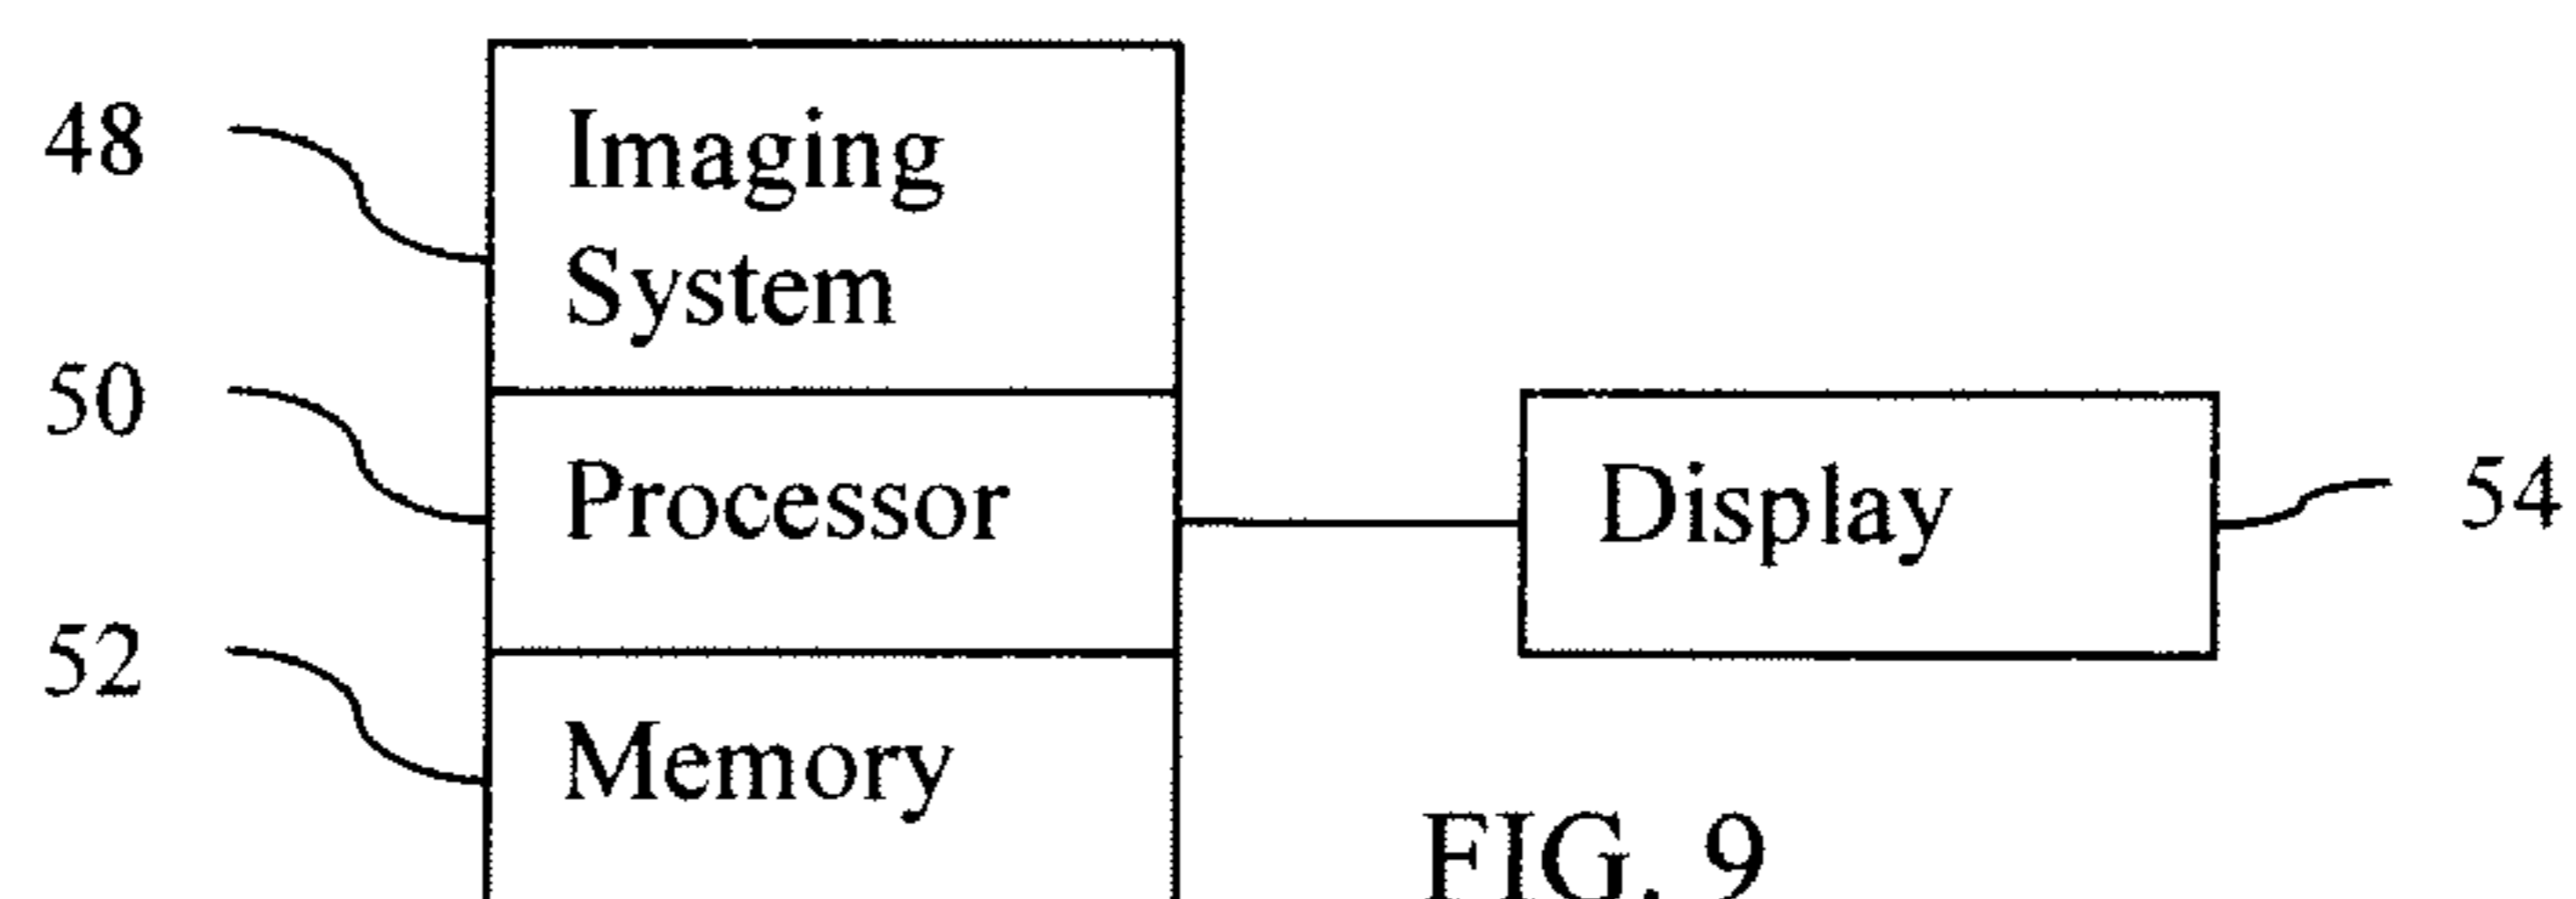 48
Imaging
System
50
Processor
Display
54
52
Memory
FIG. 9